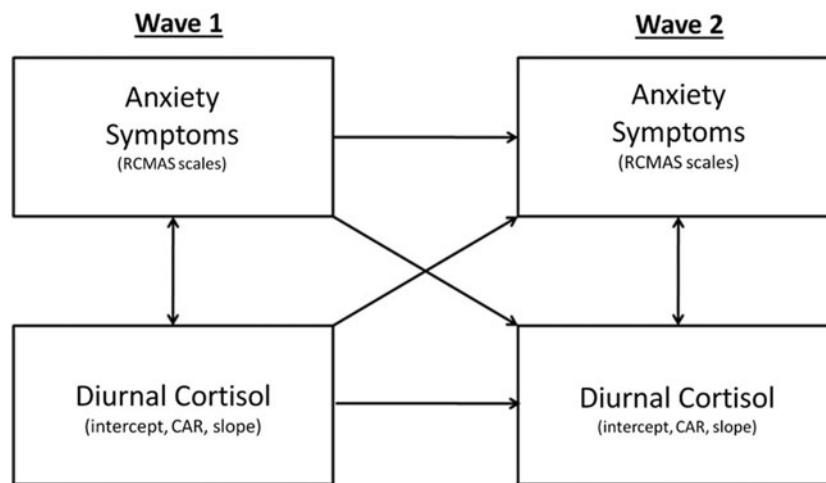 Wave 1
Wave 2
Anxiety
Symptoms
(RCMAS scales)
Anxiety
Symptoms
(RCMAS scales)
Diurnal Cortisol
(intercept, CAR, slope)
Diurnal Cortisol
(intercept, CAR, slope)